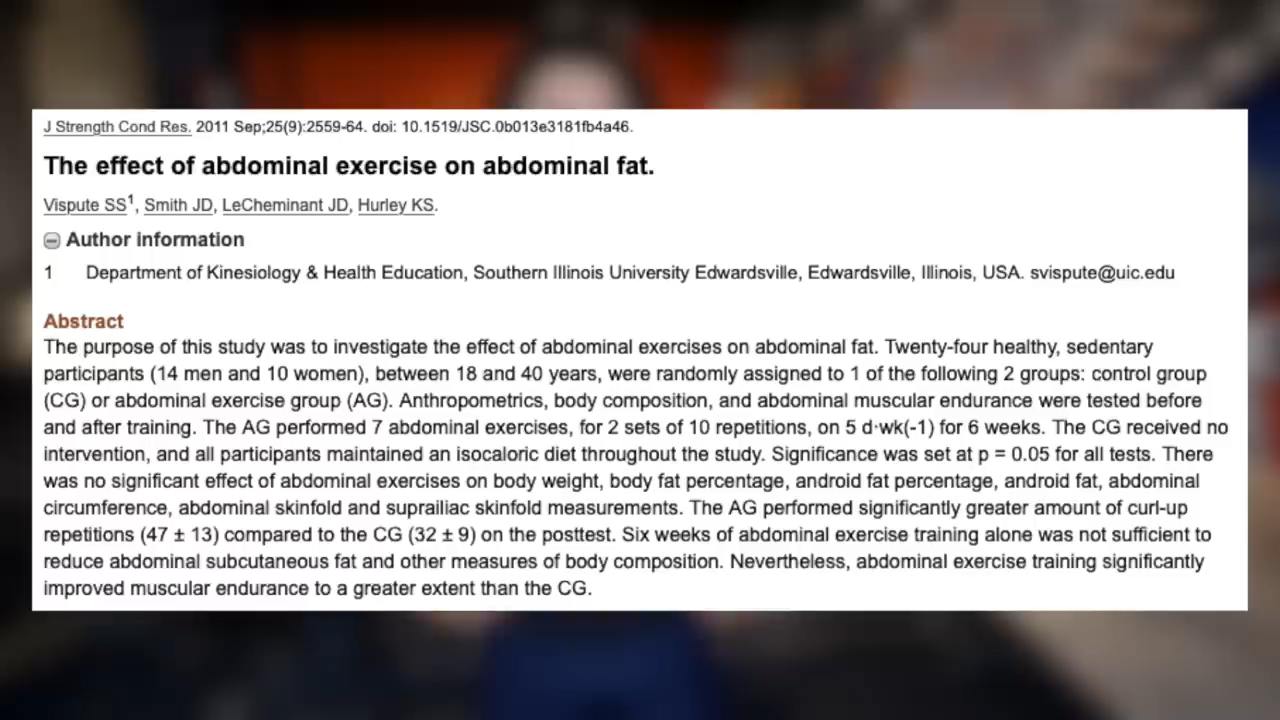 J Strength Cond Res. 2011 Sep;25(9):2559-64. doi: 10.1519/JSC.0b013e3181fb4a46.
The effect of abdominal exercise on abdominal fat.
Vispute SS1, Smith JD, LeCheminant JD, Hurley KS.
Author information
1 Department of Kinesiology & Health Education, Southern Illinois University Edwardsville, Edwardsville, Illinois, USA. svispute@uic.edu
Abstract
The purpose of this study was to investigate the effect of abdominal exercises on abdominal fat. Twenty-four healthy, sedentary
participants (14 men and 10 women), between 18 and 40 years, were randomly assigned to 1 of the following 2 groups: control group
(CG) or abdominal exercise group (AG). Anthropometrics, body composition, and abdominal muscular endurance were tested before
and after training. The AG performed 7 abdominal exercises, for 2 sets of 10 repetitions, on 5 d·wk(-1) for 6 weeks. The CG received no
intervention, and all participants maintained an isocaloric diet throughout the study. Significance was set at p = 0.05 for all tests. There
was no significant effect of abdominal exercises on body weight, body fat percentage, android fat percentage, android fat, abdominal
circumference, abdominal skinfold and suprailiac skinfold measurements. The AG performed significantly greater amount of curl-up
repetitions (47 ± 13) compared to the CG (32 ± 9) on the posttest. Six weeks of abdominal exercise training alone was not sufficient to
reduce abdominal subcutaneous fat and other measures of body composition. Nevertheless, abdominal exercise training significantly
improved muscular endurance to a greater extent than the CG.